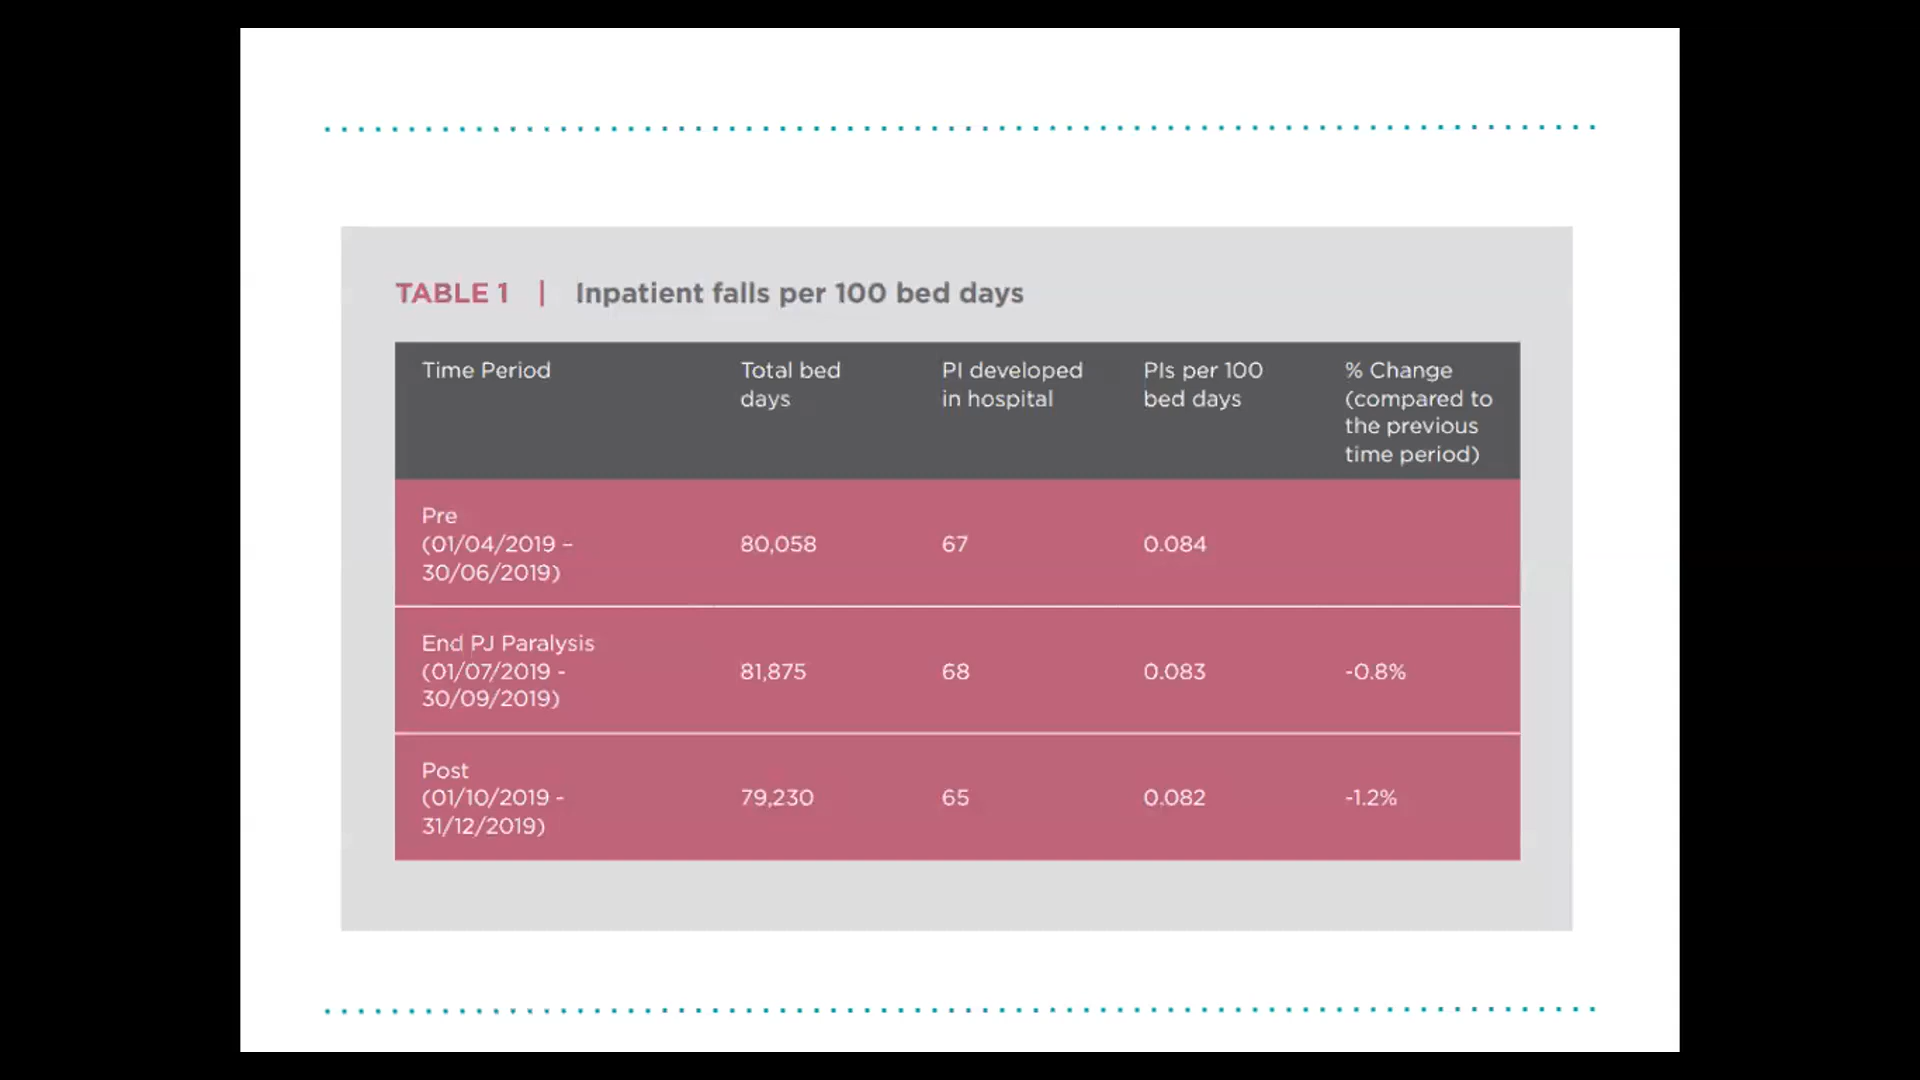 TABLE 1 | Inpatient falls per 100 bed days
Time Period
Total bed
days
PI developed
in hospital
PIs per 100
bed days
% Change
(compared to
the previous
time period)
Pre
(01/04/2019 –
30/06/2019)
80,058
67
0.084
End PJ Paralysis
(01/07/2019 -
30/09/2019)
81,875
68
0.083
-0.8%
Post
(01/10/2019 -
31/12/2019)
79,230
65
0.082
-1.2%